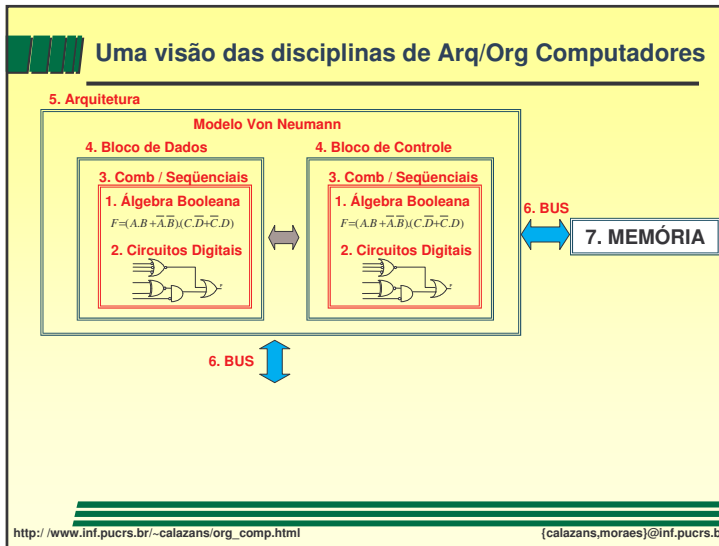 Uma visão das disciplinas de Arq/Org Computadores
5. Arquitetura
Modelo Von Neumann
4. Bloco de Dados
4. Bloco de Controle
3. Comb / Seqüenciais
3. Comb / Seqüenciais
1. Álgebra Booleana
1. Álgebra Booleana
F=(A.B+A̅.B̅).(C.D̅+C̅.D)
F=(A.B+A̅.B̅).(C.D̅+C̅.D)
2. Circuitos Digitais
2. Circuitos Digitais
6. BUS
7. MEMÓRIA
6. BUS
http:/ /www.inf.pucrs.br/~calazans/org_comp.html
{calazans,moraes}@inf.pucrs.b